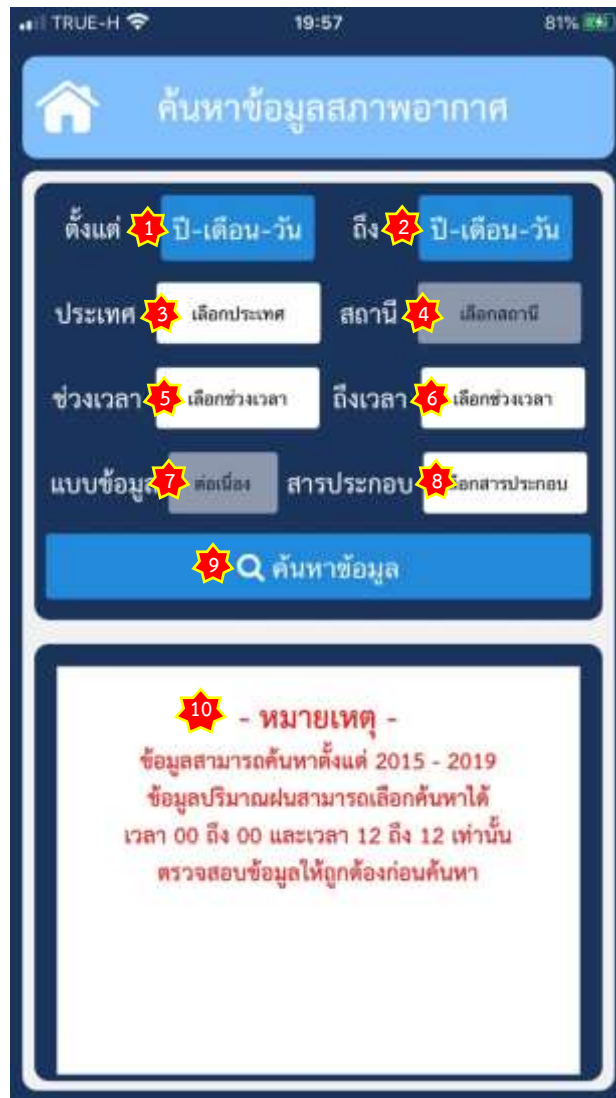 TRUE-H 19:57 81%
ค้นหาข้อมูลสภาพอากาศ
ตั้งแต่ 1 ปี-เดือน-วัน ถึง 2 ปี-เดือน-วัน
ประเทศ 3 เลือกประเทศ สถานี 4 เลือกสถานี
ช่วงเวลา 5 เลือกช่วงเวลา ถึงเวลา 6 เลือกช่วงเวลา
แบบข้อมูล 7 ต่อเนื่อง สารประกอบ 8 เลือกสารประกอบ
9 ค้นหาข้อมูล
10 - หมายเหตุ -
ข้อมูลสามารถค้นหาตั้งแต่ 2015 - 2019
ข้อมูลปริมาณฝนสามารถเลือกค้นหาได้
เวลา 00 ถึง 00 และเวลา 12 ถึง 12 เท่านั้น
ตรวจสอบข้อมูลให้ถูกต้องก่อนค้นหา